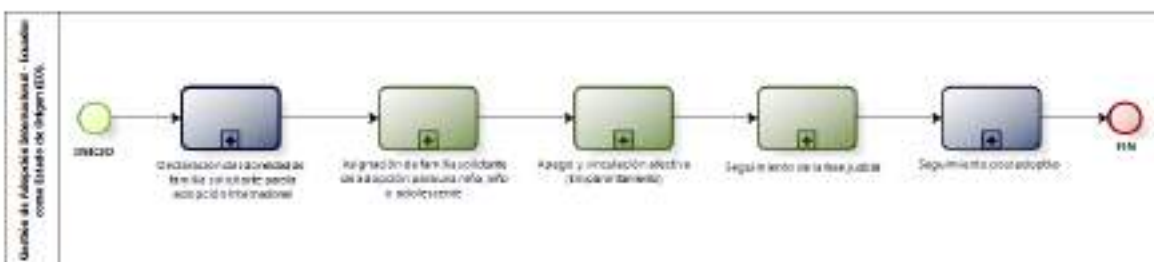 Gestión de Adopción Internacional - Ecuador
como Estado de Origen (EO).
INICIO
Declaración de idoneidad de
familia solicitante para la
adopción internacional
Asignación de familia solicitante
de adopción para una niña, niño
o adolescente
Apego y vinculación afectiva
(Emparentamiento)
Seguimiento de la fase judicial
Seguimiento post adoptivo
FIN